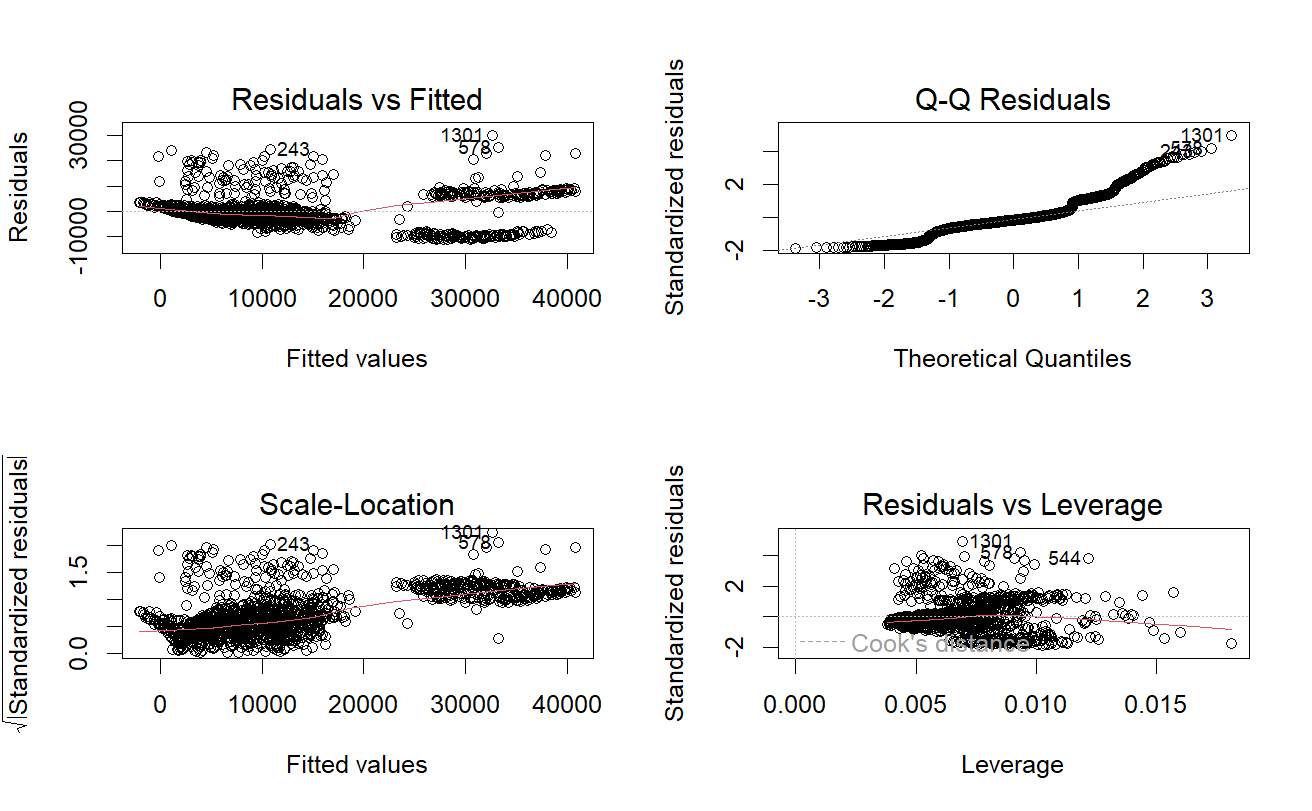 Residuals vs Fitted
Residuals
30000
-10000
1301
578
243
0 10000 20000 30000 40000
Fitted values
Q-Q Residuals
Standardized residuals
2
-2
1301
-3 -2 -1 0 1 2 3
Theoretical Quantiles
Scale-Location
√|Standardized residuals|
1.5
0.0
1301
578
243
0 10000 20000 30000 40000
Fitted values
Residuals vs Leverage
Standardized residuals
2
-2
1301
578
544
Cook's distance
0.000 0.005 0.010 0.015
Leverage